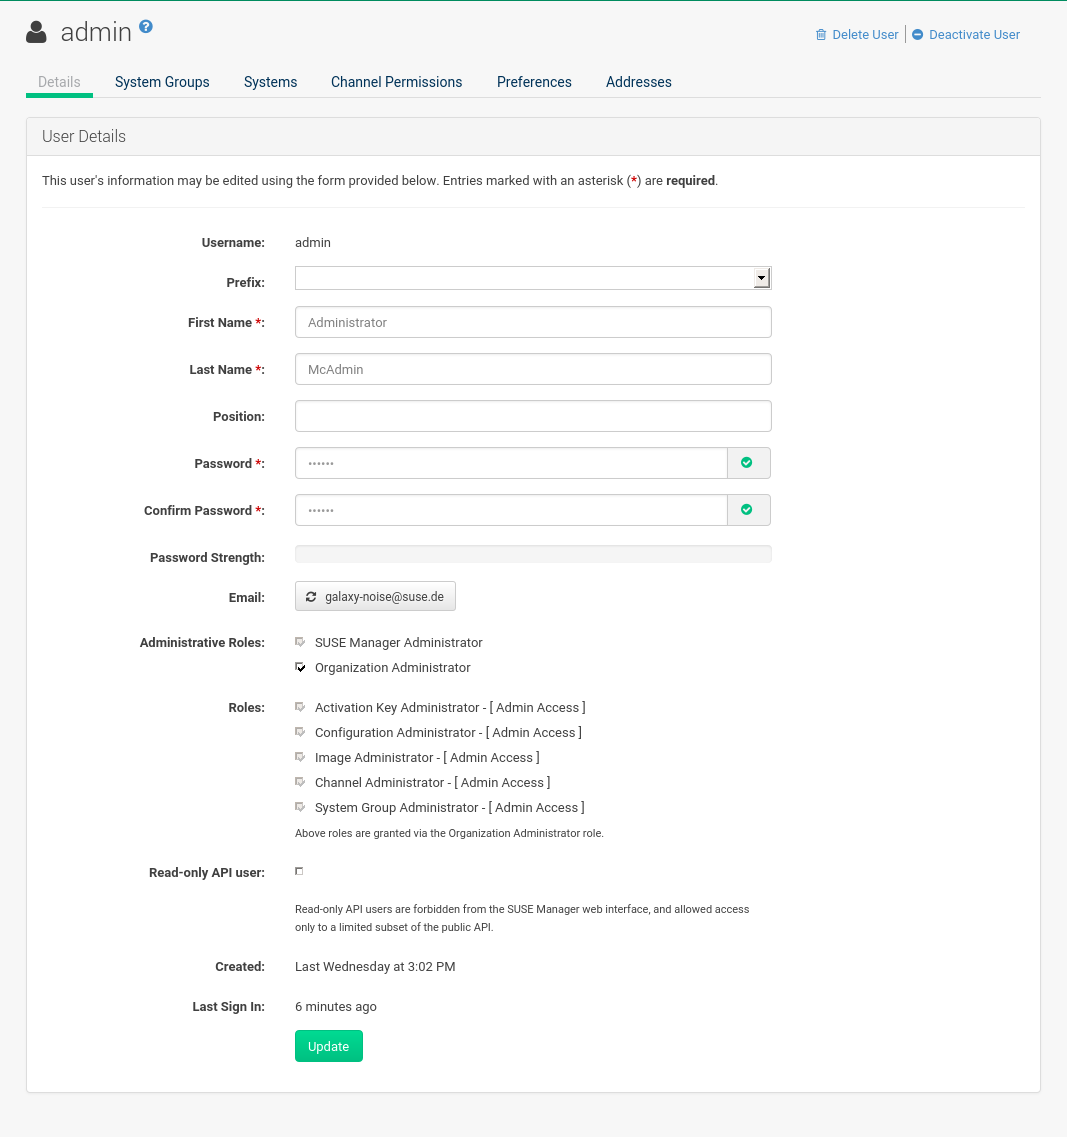 admin ?
Delete User | Deactivate User
Details System Groups Systems Channel Permissions Preferences Addresses
User Details
This user's information may be edited using the form provided below. Entries marked with an asterisk (*) are required.
Username: admin
Prefix:
First Name *: Administrator
Last Name *: McAdmin
Position:
Password *: ••••••
Confirm Password *: ••••••
Password Strength:
Email: galaxy-noise@suse.de
Administrative Roles: SUSE Manager Administrator
Organization Administrator
Roles: Activation Key Administrator - [ Admin Access ]
Configuration Administrator - [ Admin Access ]
Image Administrator - [ Admin Access ]
Channel Administrator - [ Admin Access ]
System Group Administrator - [ Admin Access ]
Above roles are granted via the Organization Administrator role.
Read-only API user:
Read-only API users are forbidden from the SUSE Manager web interface, and allowed access
only to a limited subset of the public API.
Created: Last Wednesday at 3:02 PM
Last Sign In: 6 minutes ago
Update